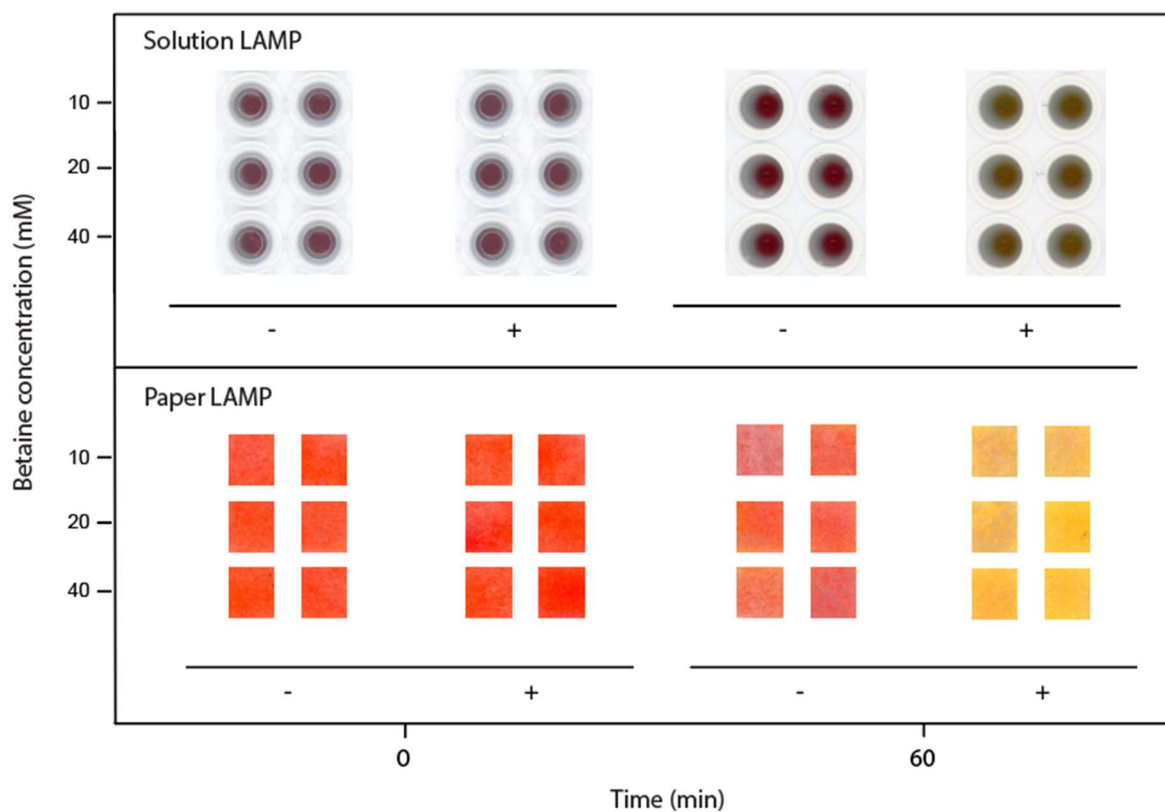 Solution LAMP
10
20
40
- +
- +
Paper LAMP
10
20
40
- +
- +
Betaine concentration (mM)
0 60
Time (min)